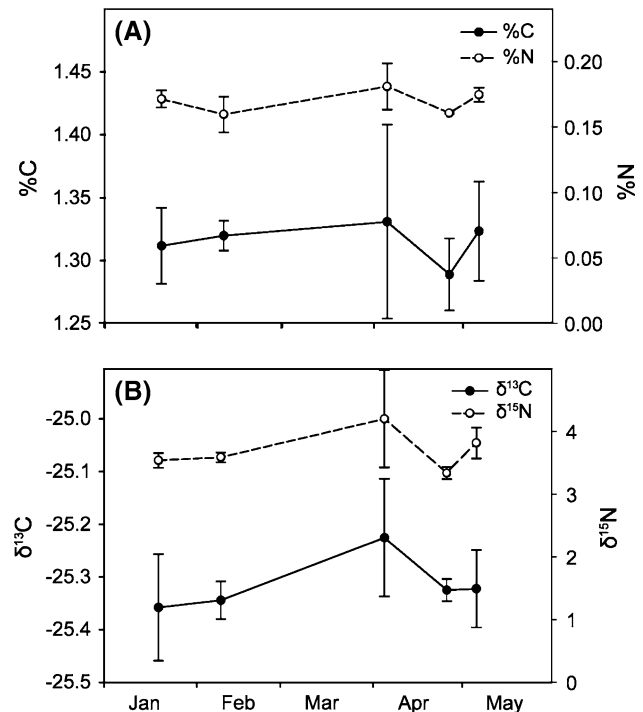 (A)
%C
%N
1.45
1.40
1.35
1.30
1.25
%C
0.20
0.15
0.10
0.05
0.00
%N
(B)
δ¹³C
δ¹⁵N
-25.0
-25.1
-25.2
-25.3
-25.4
-25.5
δ¹³C
4
3
2
1
0
δ¹⁵N
Jan Feb Mar Apr May